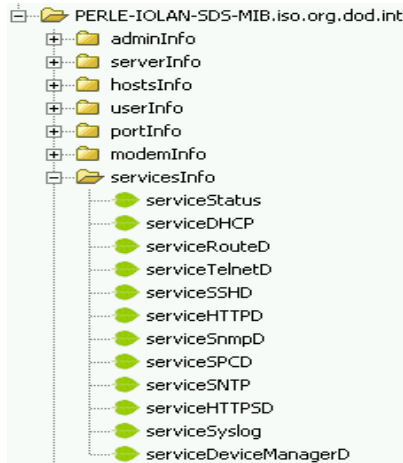 PERLE-IOLAN-SDS-MIB.iso.org.dod.int
adminInfo
serverInfo
hostsInfo
userInfo
portInfo
modemInfo
servicesInfo
serviceStatus
serviceDHCP
serviceRouteD
serviceTelnetD
serviceSSHD
serviceHTTPD
serviceSnmpD
serviceSPCD
serviceSNTP
serviceHTTPSD
serviceSyslog
serviceDeviceManagerD